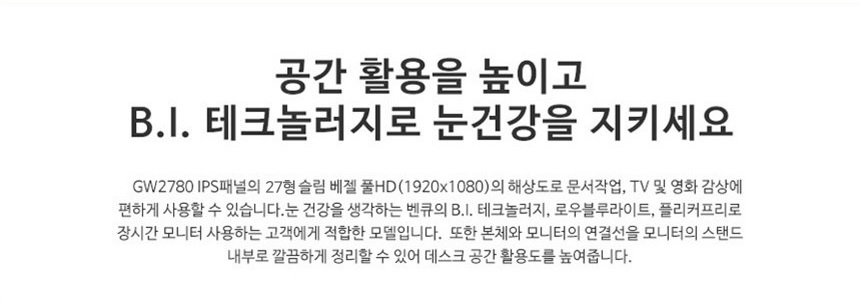 공간 활용을 높이고
B.I. 테크놀러지로 눈건강을 지키세요
GW2780 IPS패널의 27형 슬림 베젤 풀HD(1920x1080)의 해상도로 문서작업, TV 및 영화 감상에
편하게 사용할 수 있습니다.눈 건강을 생각하는 벤큐의 B.I. 테크놀러지, 로우블루라이트, 플리커프리로
장시간 모니터 사용하는 고객에게 적합한 모델입니다. 또한 본체와 모니터의 연결선을 모니터의 스탠드
내부로 깔끔하게 정리할 수 있어 데스크 공간 활용도를 높여줍니다.